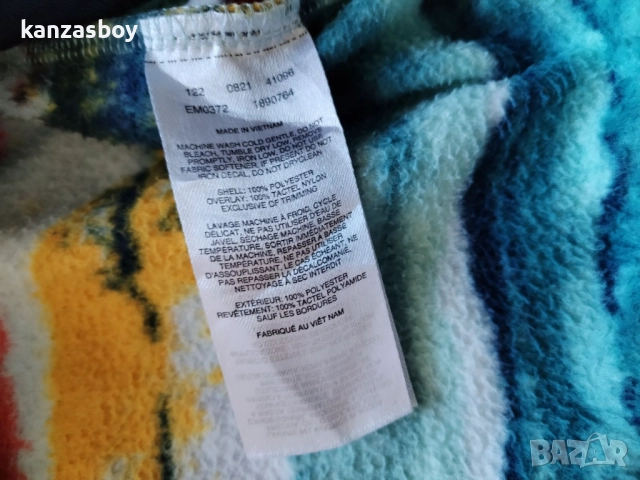 kanzasboy
122 0821 41096
EM0372 1890764
MADE IN VIETNAM
MACHINE WASH COLD GENTLE, DO NOT
BLEACH, TUMBLE DRY LOW, REMOVE
PROMPTLY, IRON LOW, DO NOT USE
FABRIC SOFTENER, IF PRESENT DO NOT
IRON DECAL, DO NOT DRYCLEAN
SHELL: 100% POLYESTER
OVERLAY: 100% TACTEL NYLON
EXCLUSIVE OF TRIMMING
LAVAGE MACHINE À FROID, CYCLE
DÉLICAT, NE PAS UTILISER D'EAU DE
JAVEL, SÉCHAGE MACHINE BASSE
TEMPÉRATURE, SORTIR IMMÉDIATEMENT
DE LA MACHINE, REPASSER À BASSE
TEMPÉRATURE, NE PAS UTILISER
D'ASSOUPLISSANT, LE CAS ÉCHÉANT NE
PAS REPASSER LA DÉCALCOMANIE,
NETTOYAGE À SEC INTERDIT
EXTÉRIEUR: 100% POLYESTER
REVÊTEMENT: 100% TACTEL POLYAMIDE
SAUF LES BORDURES
FABRIQUÉ AU VIÊT NAM
BAZAR